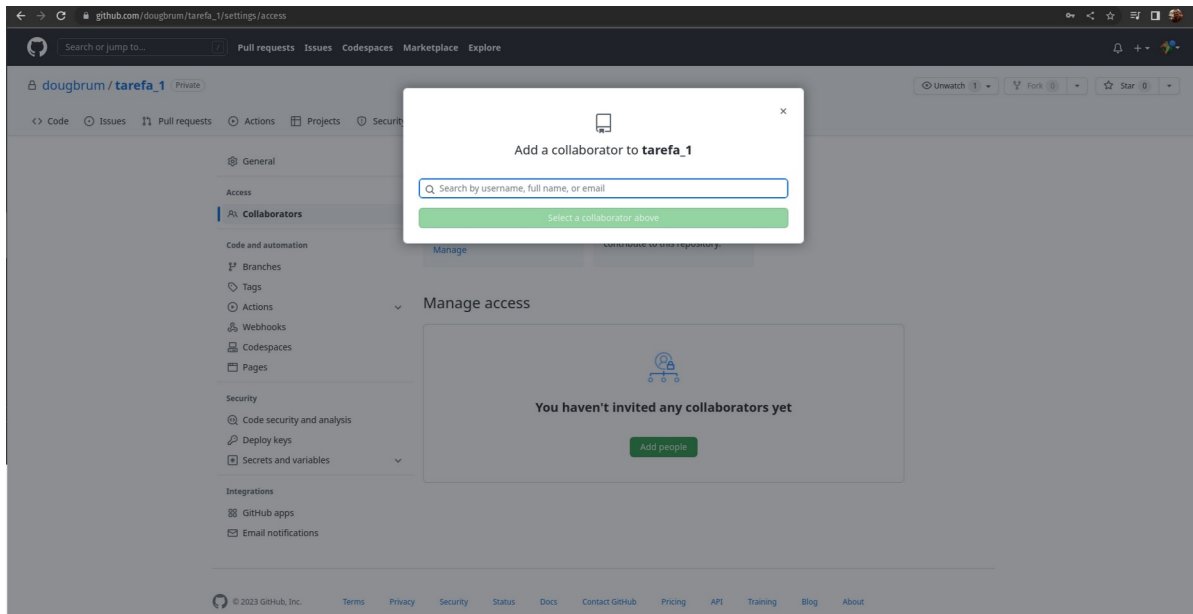 github.com/dougbrum/tarefa_1/settings/access
Search or jump to... / Pull requests Issues Codespaces Marketplace Explore
dougbrum / tarefa_1 Private Unwatch 1 Fork 0 Star 0
Code Issues Pull requests Actions Projects Security
Add a collaborator to tarefa_1
Search by username, full name, or email
Select a collaborator above
General
Access
Collaborators
Code and automation
Branches
Tags
Actions
Webhooks
Codespaces
Pages
Security
Code security and analysis
Deploy keys
Secrets and variables
Integrations
GitHub apps
Email notifications
contribute to this repository.
Manage
Manage access
You haven't invited any collaborators yet
Add people
© 2023 GitHub, Inc. Terms Privacy Security Status Docs Contact GitHub Pricing API Training Blog About